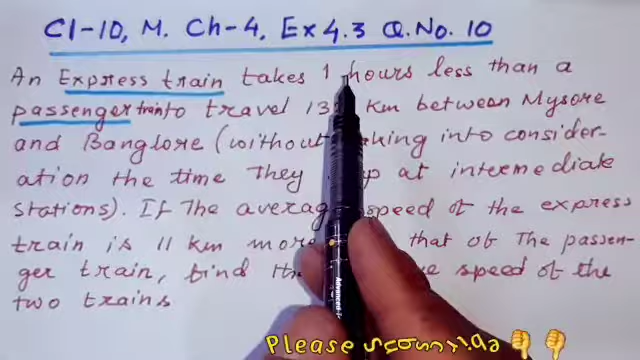 Cl-10, M. Ch-4, Ex 4.3 Q.No. 10
An Express train takes 1 hours less than a
passenger train to travel 13 km between Mysore
and Banglore (without into consider-
ation the time they at intermediate
stations). If The average speed of the express
train is 11 km more that of The passen-
ger train, find speed of the
two trains
Please